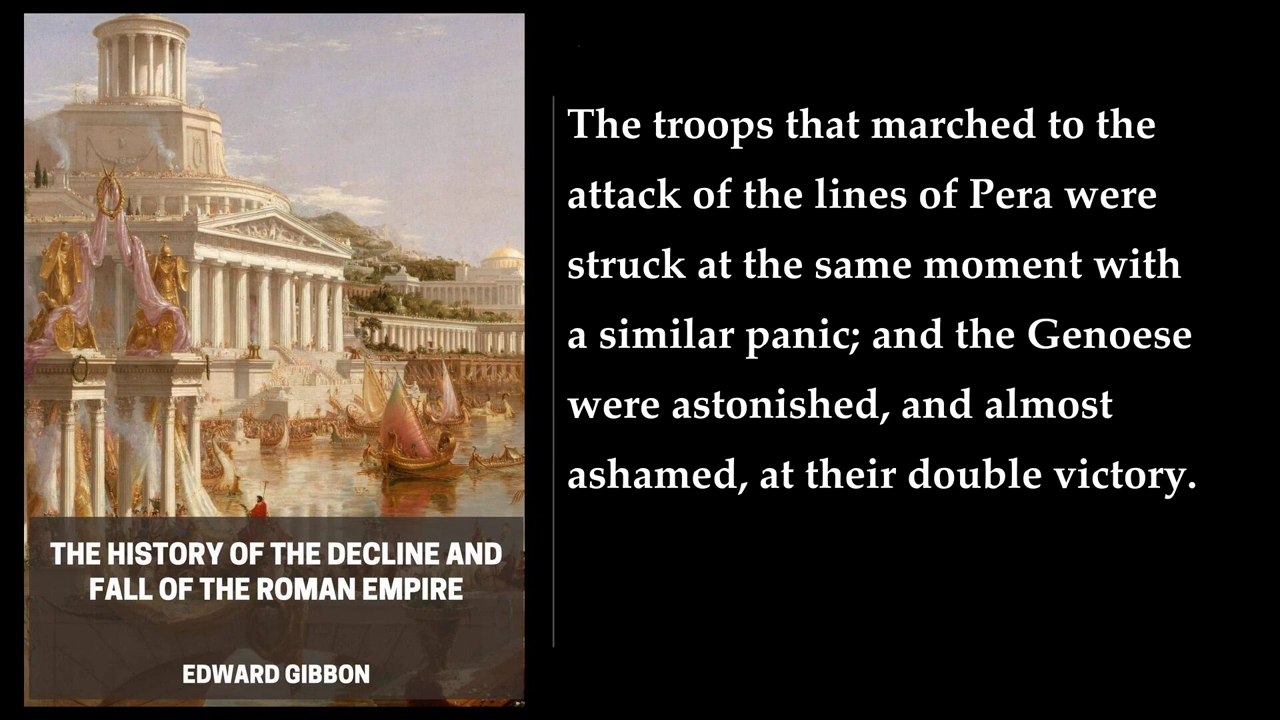 The troops that marched to the
attack of the lines of Pera were
struck at the same moment with
a similar panic; and the Genoese
were astonished, and almost
ashamed, at their double victory.
THE HISTORY OF THE DECLINE AND
FALL OF THE ROMAN EMPIRE
EDWARD GIBBON